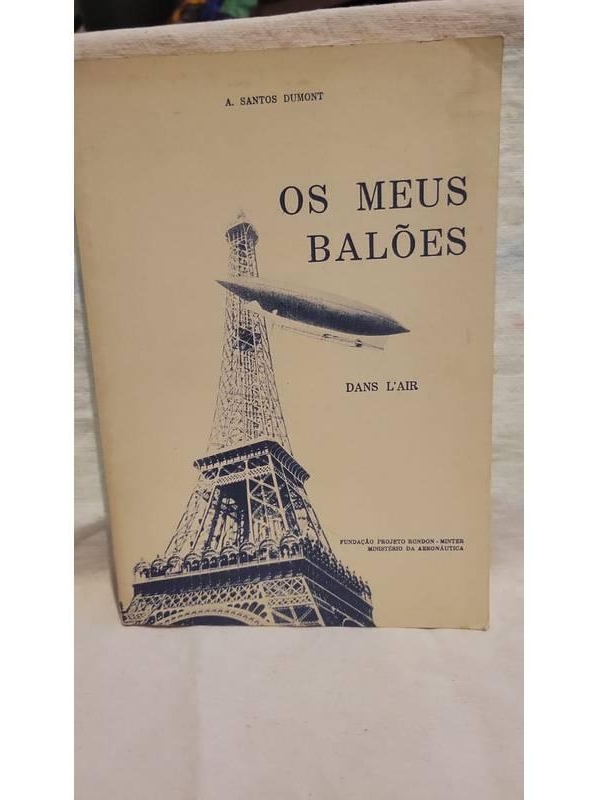 A. SANTOS DUMONT
OS MEUS
BALÕES
DANS L'AIR
FUNDAÇÃO PROJETO RONDON - MINTER
MINISTÉRIO DA AERONÁUTICA